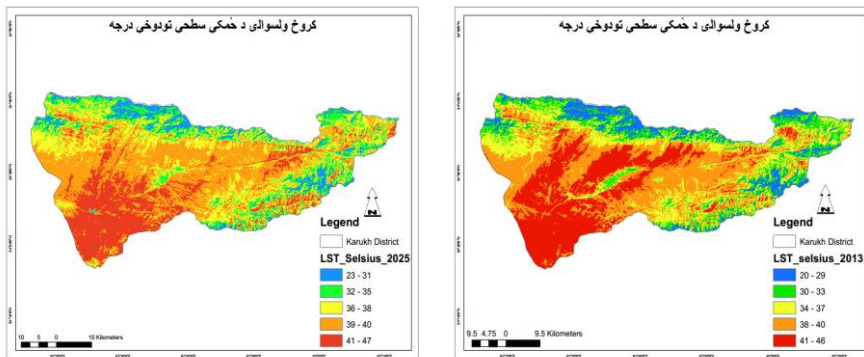 کروخ ولسوالۍ د ځمکې سطحې تودوخې درجه
Legend
Karukh District
LST_Selsius_2025
23 - 31
32 - 35
36 - 38
39 - 40
41 - 47
10 5 0 10 Kilometers
N
کروخ ولسوالۍ د ځمکې سطحې تودوخې درجه
Legend
Karukh District
LST_Selsius_2013
20 - 29
30 - 33
34 - 37
38 - 40
41 - 46
9.5 4.75 0 9.5 Kilometers
N